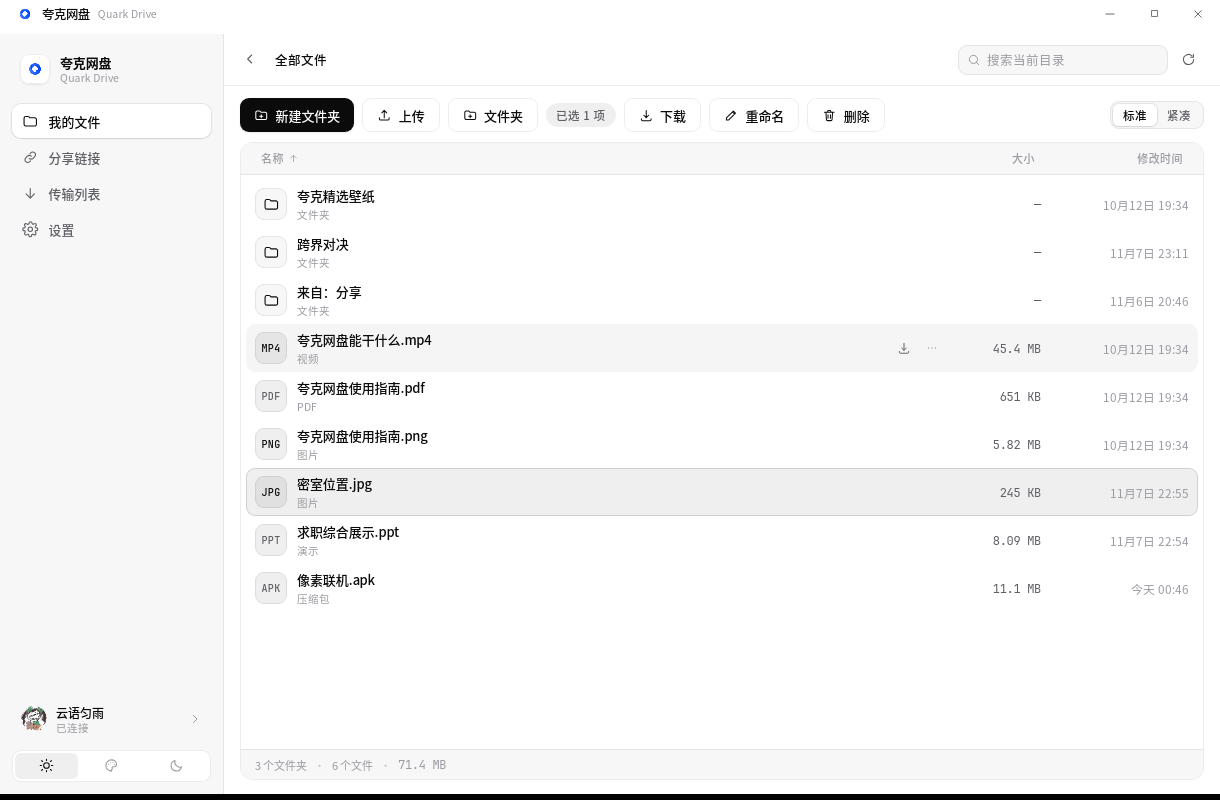 夸克网盘 Quark Drive
夸克网盘
Quark Drive
我的文件
分享链接
传输列表
设置
云语匀雨
已连接
全部文件
搜索当前目录
新建文件夹 上传 文件夹 已选 1 项 下载 重命名 删除 标准 紧凑
名称 ↑ 大小 修改时间
夸克精选壁纸
文件夹
— 10月12日 19:34
跨界对决
文件夹
— 11月7日 23:11
来自：分享
文件夹
— 11月6日 20:46
MP4 夸克网盘能干什么.mp4
视频
··· 45.4 MB 10月12日 19:34
PDF 夸克网盘使用指南.pdf
PDF
651 KB 10月12日 19:34
PNG 夸克网盘使用指南.png
图片
5.82 MB 10月12日 19:34
JPG 密室位置.jpg
图片
245 KB 11月7日 22:55
PPT 求职综合展示.ppt
演示
8.09 MB 11月7日 22:54
APK 像素联机.apk
压缩包
11.1 MB 今天 00:46
3 个文件夹 · 6 个文件 · 71.4 MB